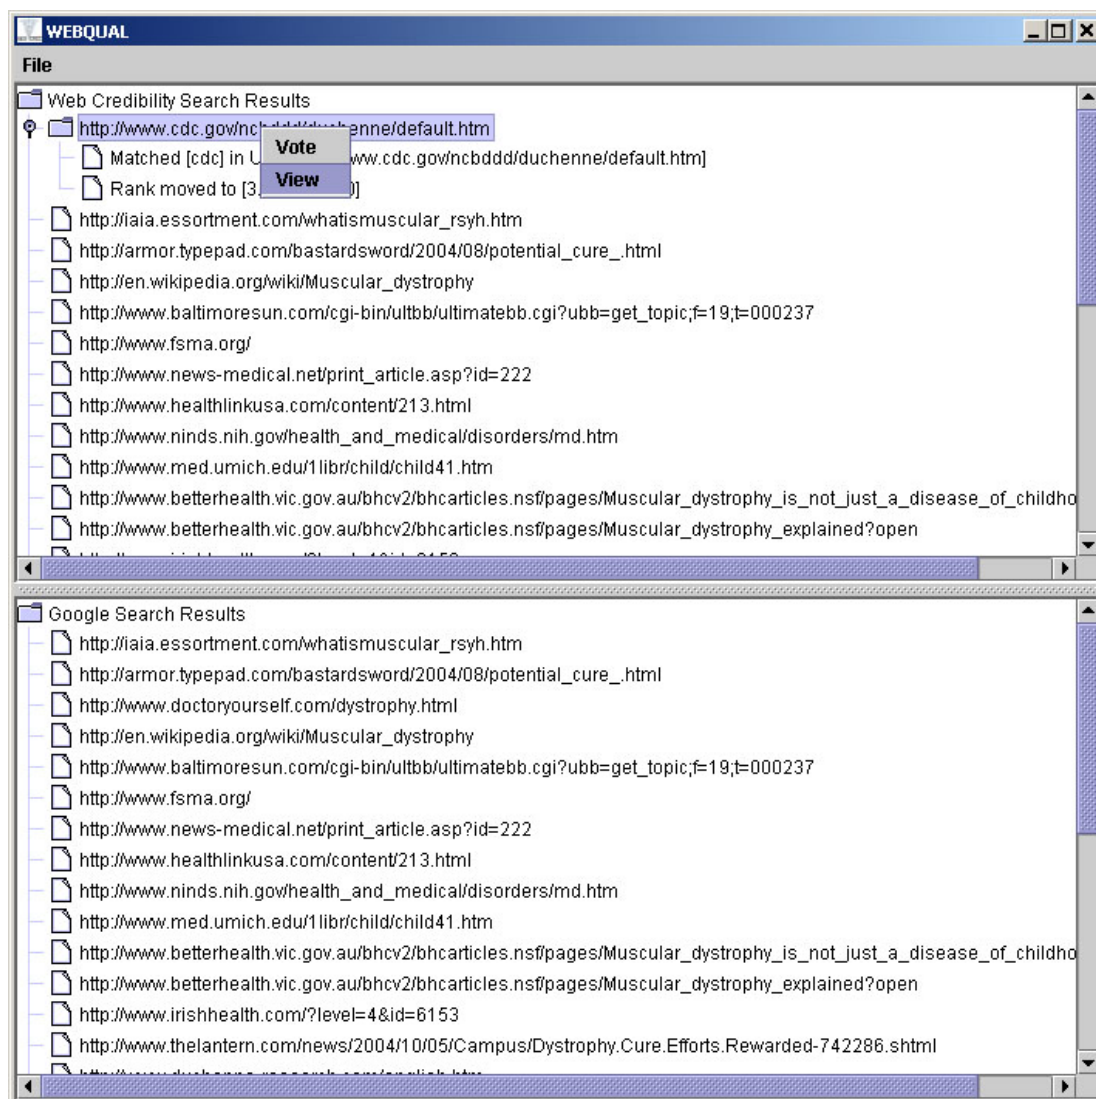 WEBQUAL
File
Web Credibility Search Results
http://www.cdc.gov/ncbddd/duchenne/default.htm
Vote
Matched [cdc] in www.cdc.gov/ncbddd/duchenne/default.htm]
View
Rank moved to [3.
http://iaia.essortment.com/whatismuscular_rsyh.htm
http://armor.typepad.com/bastardsword/2004/08/potential_cure_.html
http://en.wikipedia.org/wiki/Muscular_dystrophy
http://www.baltimoresun.com/cgi-bin/ultbb/ultimatebb.cgi?ubb=get_topic;f=19;t=000237
http://www.fsma.org/
http://www.news-medical.net/print_article.asp?id=222
http://www.healthlinkusa.com/content/213.html
http://www.ninds.nih.gov/health_and_medical/disorders/md.htm
http://www.med.umich.edu/1libr/child/child41.htm
http://www.betterhealth.vic.gov.au/bhcv2/bhcarticles.nsf/pages/Muscular_dystrophy_is_not_just_a_disease_of_childho
http://www.betterhealth.vic.gov.au/bhcv2/bhcarticles.nsf/pages/Muscular_dystrophy_explained?open
Google Search Results
http://iaia.essortment.com/whatismuscular_rsyh.htm
http://armor.typepad.com/bastardsword/2004/08/potential_cure_.html
http://www.doctoryourself.com/dystrophy.html
http://en.wikipedia.org/wiki/Muscular_dystrophy
http://www.baltimoresun.com/cgi-bin/ultbb/ultimatebb.cgi?ubb=get_topic;f=19;t=000237
http://www.fsma.org/
http://www.news-medical.net/print_article.asp?id=222
http://www.healthlinkusa.com/content/213.html
http://www.ninds.nih.gov/health_and_medical/disorders/md.htm
http://www.med.umich.edu/1libr/child/child41.htm
http://www.betterhealth.vic.gov.au/bhcv2/bhcarticles.nsf/pages/Muscular_dystrophy_is_not_just_a_disease_of_childho
http://www.betterhealth.vic.gov.au/bhcv2/bhcarticles.nsf/pages/Muscular_dystrophy_explained?open
http://www.irishhealth.com/?level=4&id=6153
http://www.thelantern.com/news/2004/10/05/Campus/Dystrophy.Cure.Efforts.Rewarded-742286.shtml